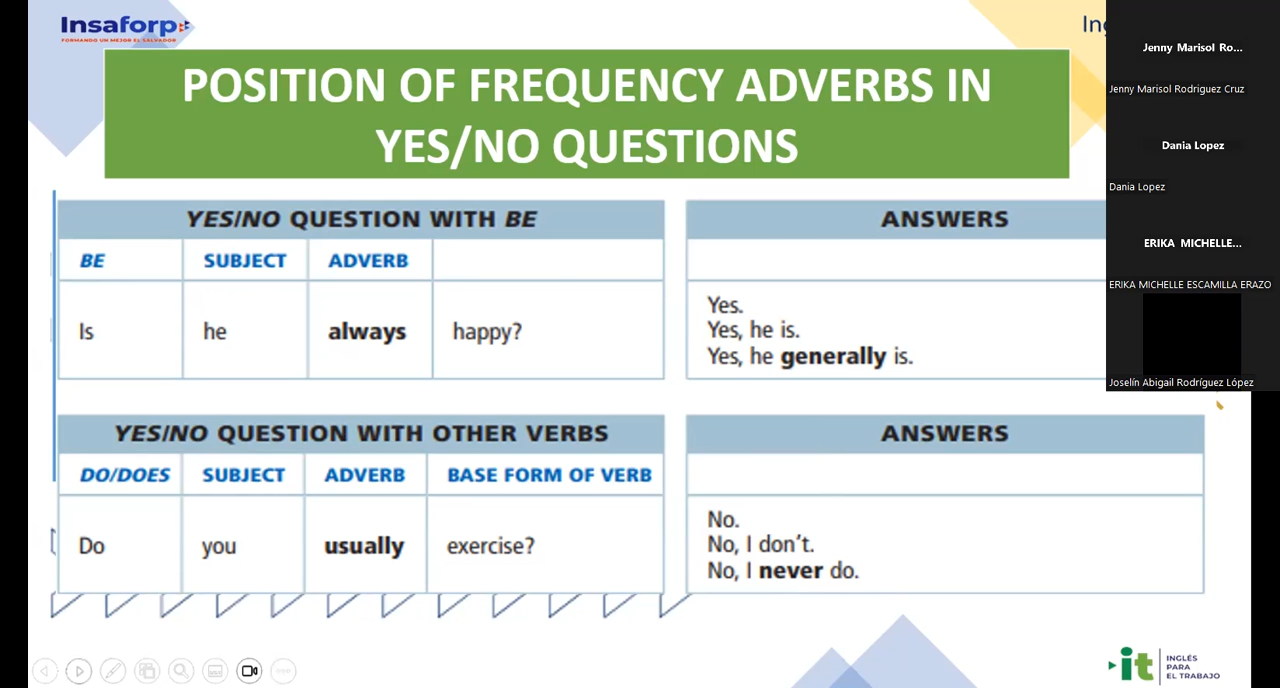 Insaforp
FORMANDO UN MEJOR EL SALVADOR
POSITION OF FREQUENCY ADVERBS IN
YES/NO QUESTIONS
YES/NO QUESTION WITH BE
BE SUBJECT ADVERB
Is he always happy?
ANSWERS
Yes.
Yes, he is.
Yes, he generally is.
YES/NO QUESTION WITH OTHER VERBS
DO/DOES SUBJECT ADVERB BASE FORM OF VERB
Do you usually exercise?
ANSWERS
No.
No, I don't.
No, I never do.
it INGLÉS
PARA
EL TRABAJO
Jenny Marisol Ro...
Jenny Marisol Rodriguez Cruz
Dania Lopez
Dania Lopez
ERIKA MICHELLE...
ERIKA MICHELLE ESCAMILLA ERAZO
Joselín Abigail Rodríguez López